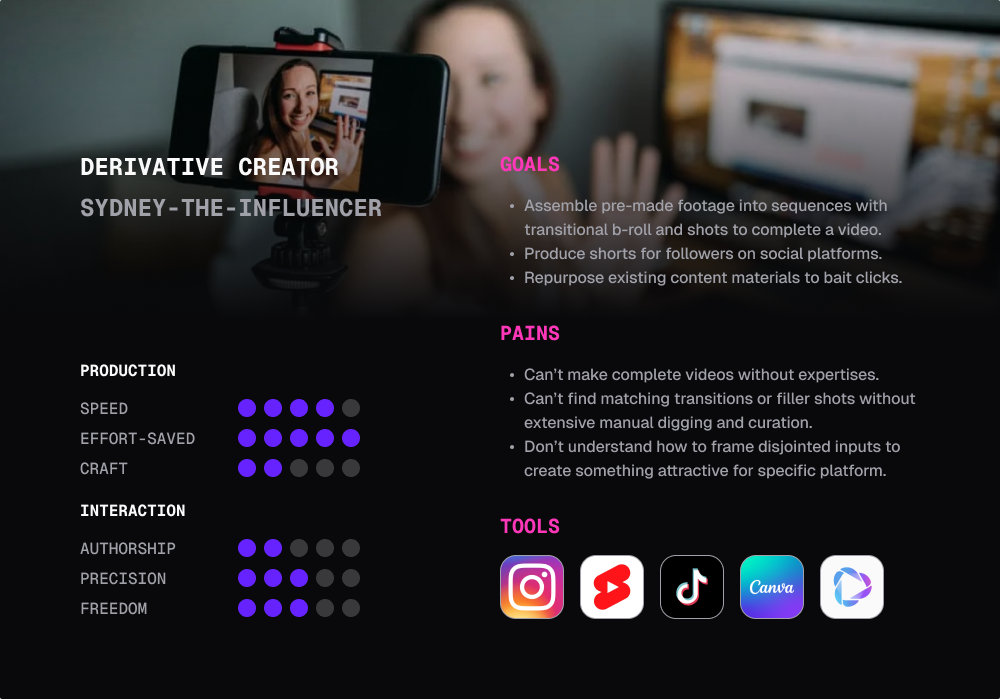 DERIVATIVE CREATOR
SYDNEY-THE-INFLUENCER
PRODUCTION
SPEED
EFFORT-SAVED
CRAFT
INTERACTION
AUTHORSHIP
PRECISION
FREEDOM
GOALS
• Assemble pre-made footage into sequences with
transitional b-roll and shots to complete a video.
• Produce shorts for followers on social platforms.
• Repurpose existing content materials to bait clicks.
PAINS
• Can’t make complete videos without expertises.
• Can’t find matching transitions or filler shots without
extensive manual digging and curation.
• Don’t understand how to frame disjointed inputs to
create something attractive for specific platform.
TOOLS
Canva